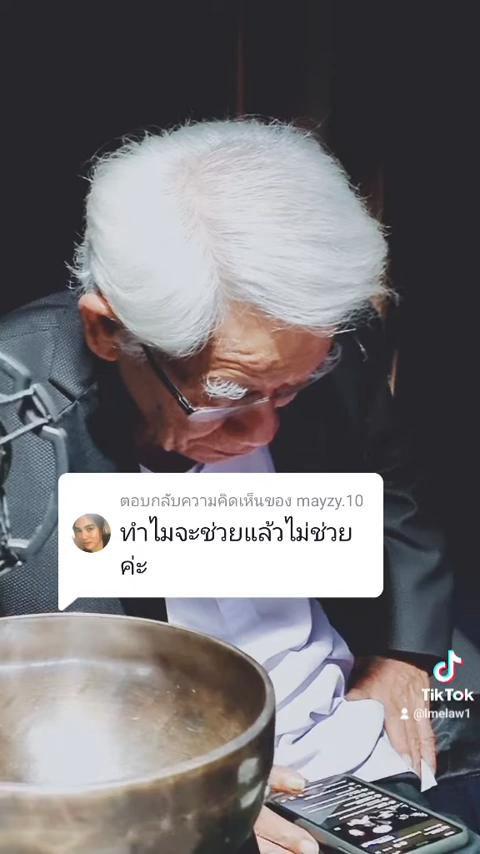 ตอบกลับความคิดเห็นของ mayzy.10
ทำไมจะช่วยแล้วไม่ช่วย
ค่ะ
TikTok
@lmelaw1